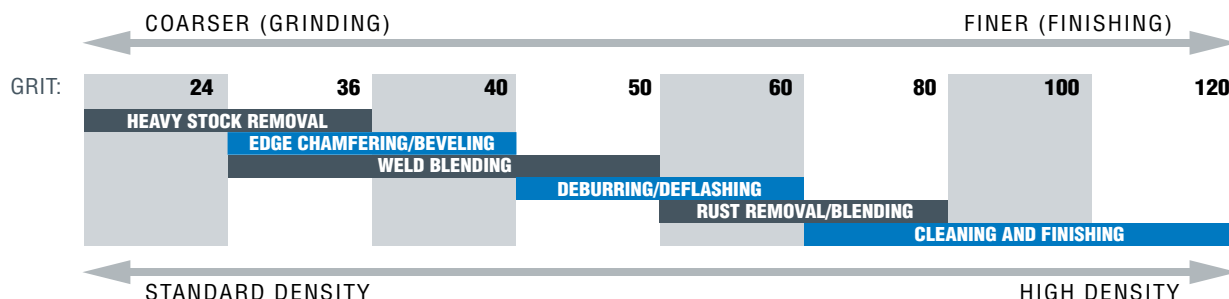 COARSER (GRINDING) FINER (FINISHING)
GRIT: 24 36 40 50 60 80 100 120
HEAVY STOCK REMOVAL
EDGE CHAMFERING/BEVELING
WELD BLENDING
DEBURRING/DEFLASHING
RUST REMOVAL/BLENDING
CLEANING AND FINISHING
STANDARD DENSITY HIGH DENSITY